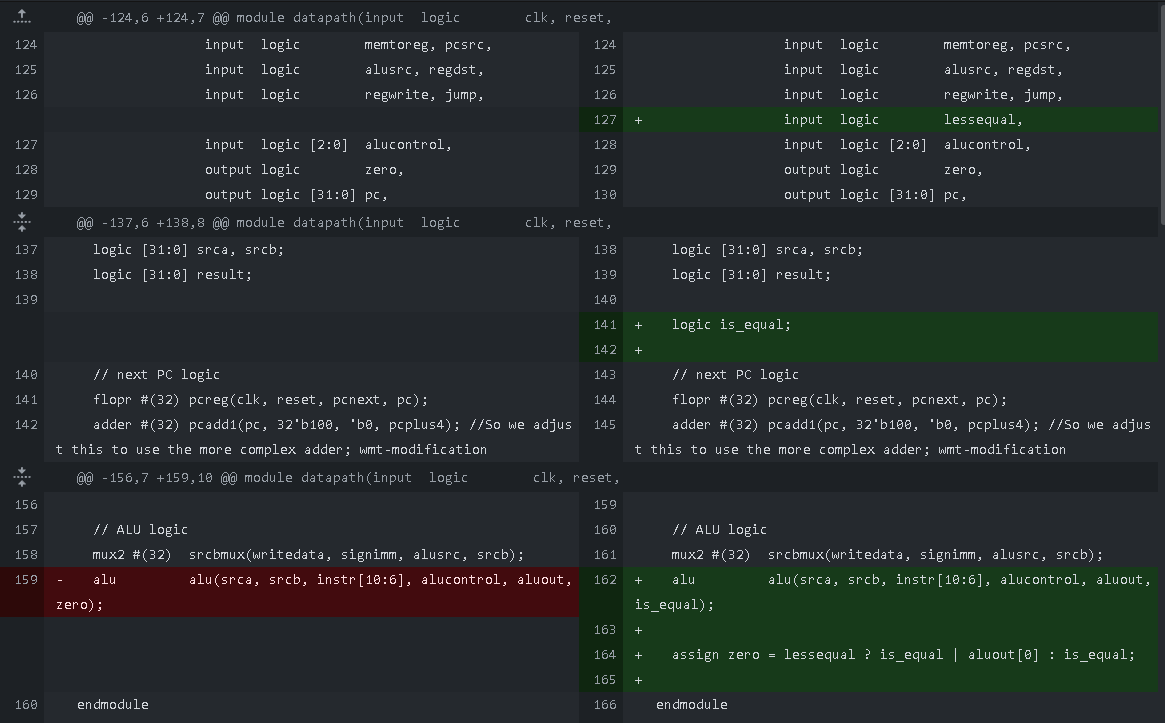 @@ -124,6 +124,7 @@ module datapath(input  logic        clk, reset,
124                 input  logic        memtoreg, pcsrc,        124                 input  logic        memtoreg, pcsrc,
125                 input  logic        alusrc, regdst,        125                 input  logic        alusrc, regdst,
126                 input  logic        regwrite, jump,        126                 input  logic        regwrite, jump,
127 +                 input  logic        lessequal,
127                 input  logic [2:0]  alucontrol,        128                 input  logic [2:0]  alucontrol,
128                 output logic        zero,        129                 output logic        zero,
129                 output logic [31:0] pc,        130                 output logic [31:0] pc,
@@ -137,6 +138,8 @@ module datapath(input  logic        clk, reset,
137   logic [31:0] srca, srcb;        138   logic [31:0] srca, srcb;
138   logic [31:0] result;        139   logic [31:0] result;
139        140
141 +   logic is_equal;
142 +
140   // next PC logic        143   // next PC logic
141   flopr #(32) pcreg(clk, reset, pcnext, pc);        144   flopr #(32) pcreg(clk, reset, pcnext, pc);
142   adder #(32) pcadd1(pc, 32'b100, 'b0, pcplus4); //So we adjus        145   adder #(32) pcadd1(pc, 32'b100, 'b0, pcplus4); //So we adjus
t this to use the more complex adder; wmt-modification        t this to use the more complex adder; wmt-modification
@@ -156,7 +159,10 @@ module datapath(input  logic        clk, reset,
156        159
157   // ALU logic        160   // ALU logic
158   mux2 #(32)  srcbmux(writedata, signimm, alusrc, srcb);        161   mux2 #(32)  srcbmux(writedata, signimm, alusrc, srcb);
159 -   alu         alu(srca, srcb, instr[10:6], alucontrol, aluout,        162 +   alu         alu(srca, srcb, instr[10:6], alucontrol, aluout,
zero);        is_equal);
163 +
164 +   assign zero = lessequal ? is_equal | aluout[0] : is_equal;
165 +
160 endmodule        166 endmodule